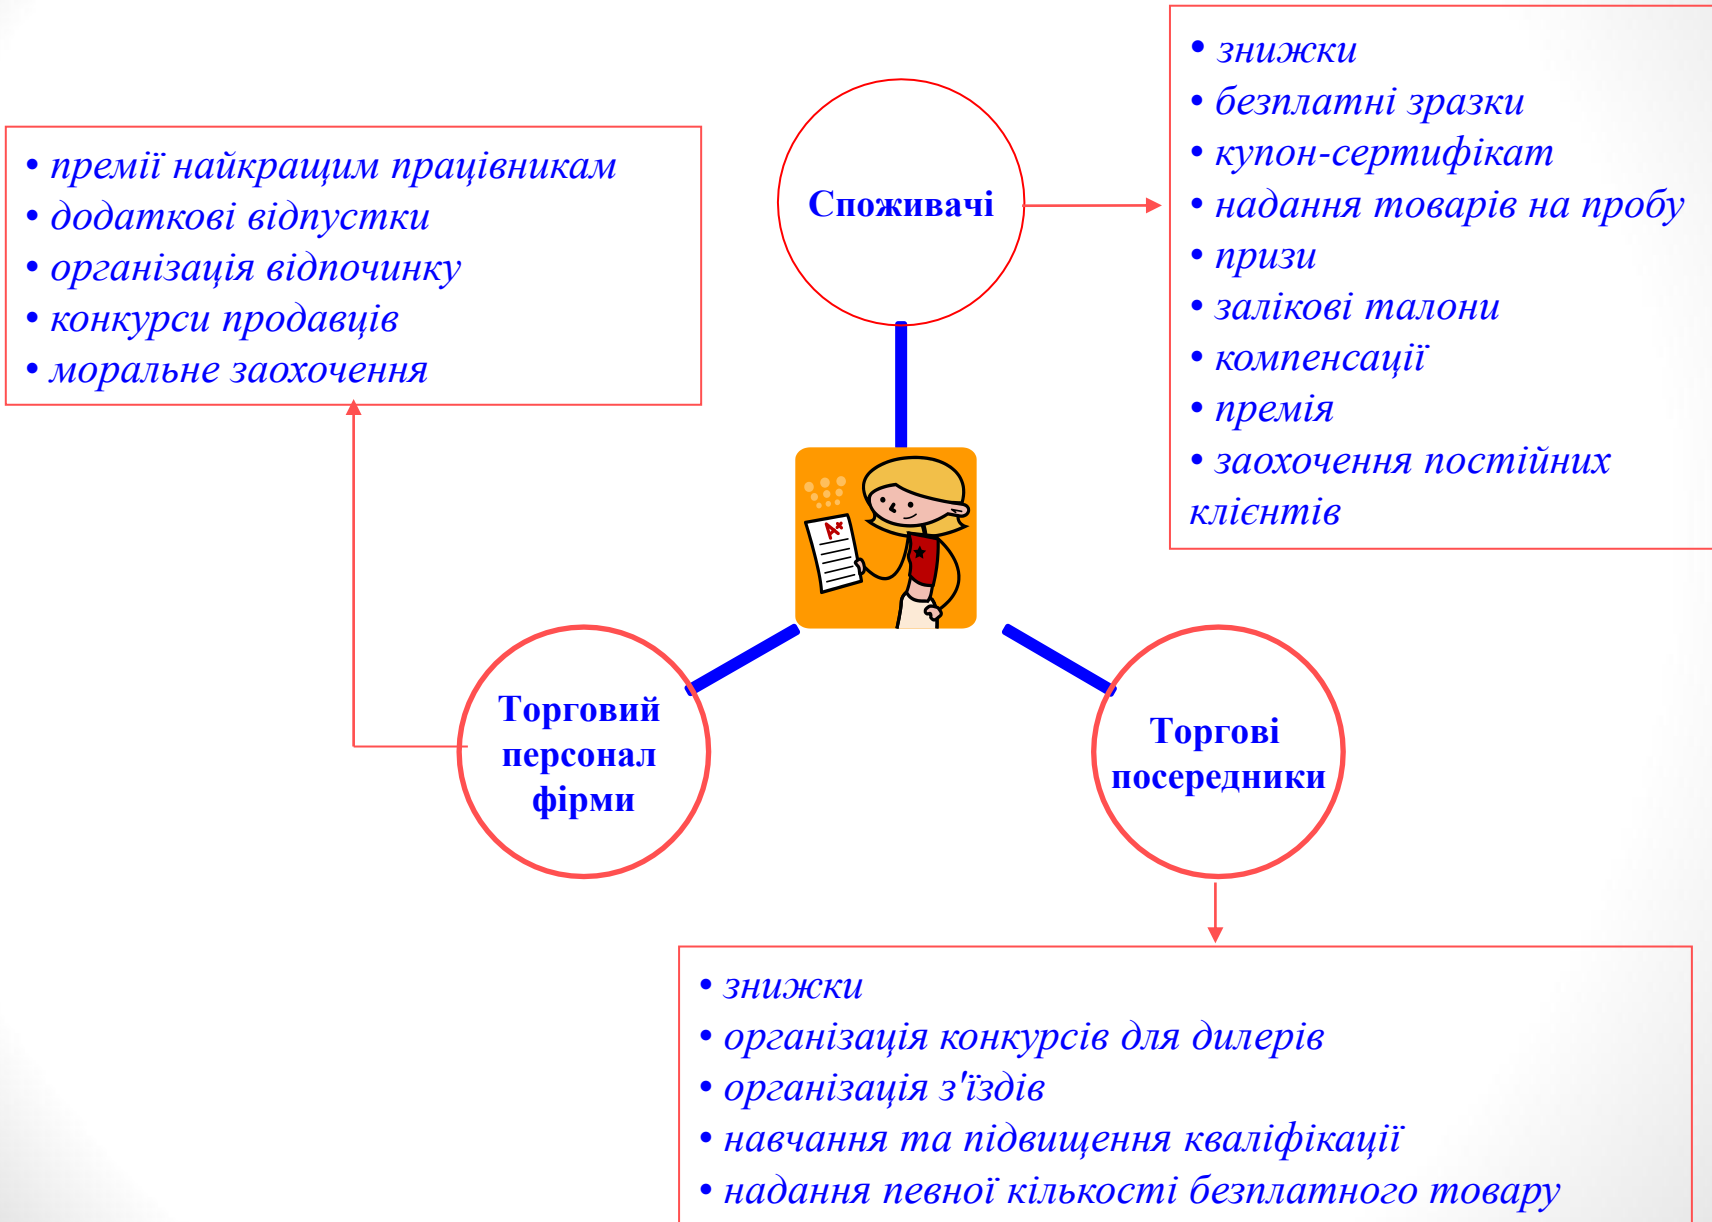 • премії найкращим працівникам
• додаткові відпустки
• організація відпочинку
• конкурси продавців
• моральне заохочення
Споживачі
• знижки
• безплатні зразки
• купон-сертифікат
• надання товарів на пробу
• призи
• залікові талони
• компенсації
• премія
• заохочення постійних
клієнтів
A+
Торговий
персонал
фірми
Торгові
посередники
• знижки
• організація конкурсів для дилерів
• організація з'їздів
• навчання та підвищення кваліфікації
• надання певної кількості безплатного товару